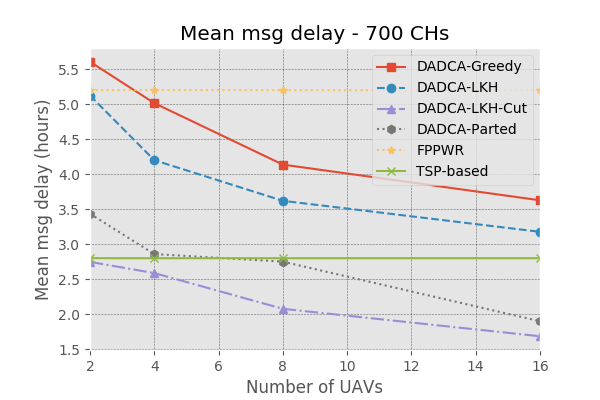 Mean msg delay - 700 CHs
Mean msg delay (hours)
5.5
5.0
4.5
4.0
3.5
3.0
2.5
2.0
1.5
DADCA-Greedy
DADCA-LKH
DADCA-LKH-Cut
DADCA-Parted
FPPWR
TSP-based
2 4 6 8 10 12 14 16
Number of UAVs